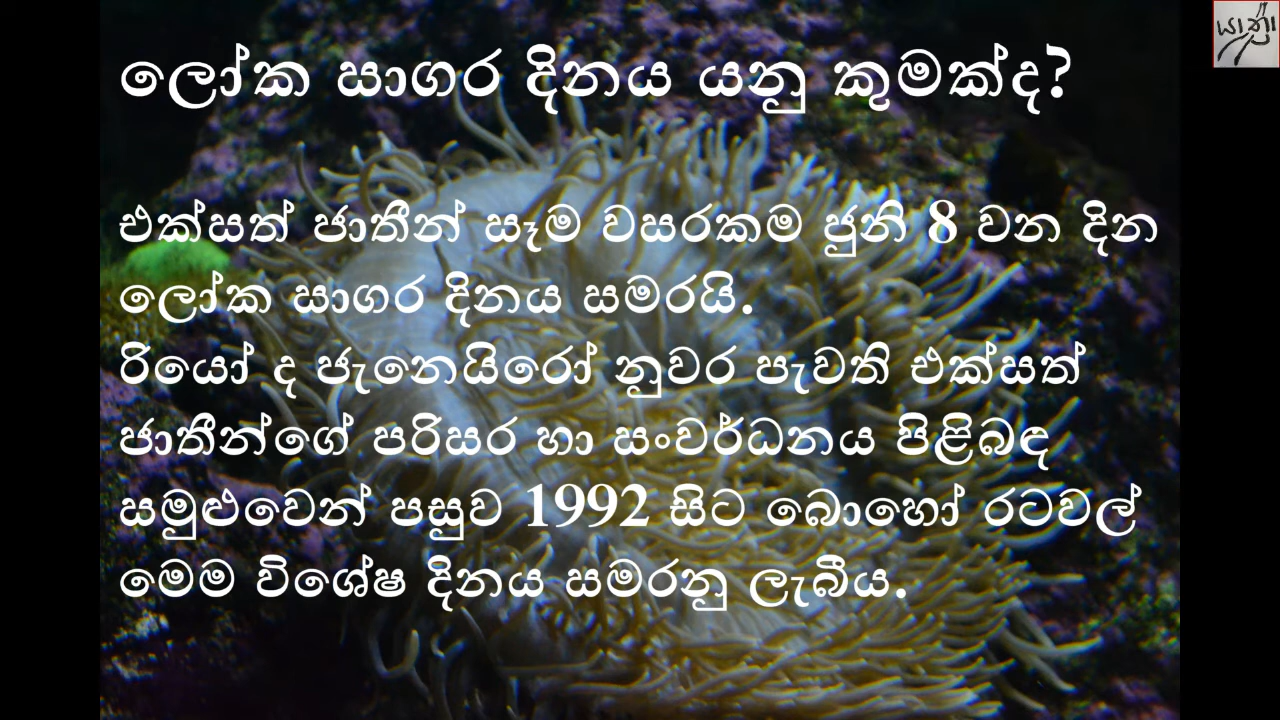 ලෝක සාගර දිනය යනු කුමක්ද?
එක්සත් ජාතීන් සෑම වසරකම ජුනි 8 වන දින
ලෝක සාගර දිනය සමරයි.
රියෝ ද ජැනෙයිරෝ නුවර පැවති එක්සත්
ජාතීන්ගේ පරිසර හා සංවර්ධනය පිළිබඳ
සමුළුවෙන් පසුව 1992 සිට බොහෝ රටවල්
මෙම විශේෂ දිනය සමරනු ලැබීය.